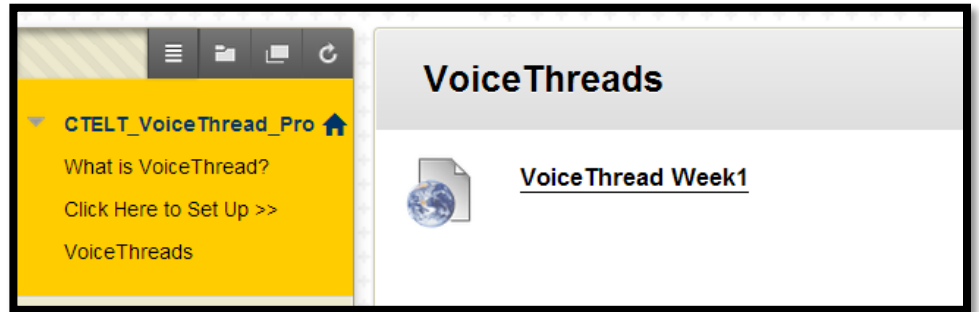 CTELT_VoiceThread_Pro
What is VoiceThread?
Click Here to Set Up >>
VoiceThreads
VoiceThreads
VoiceThread Week1